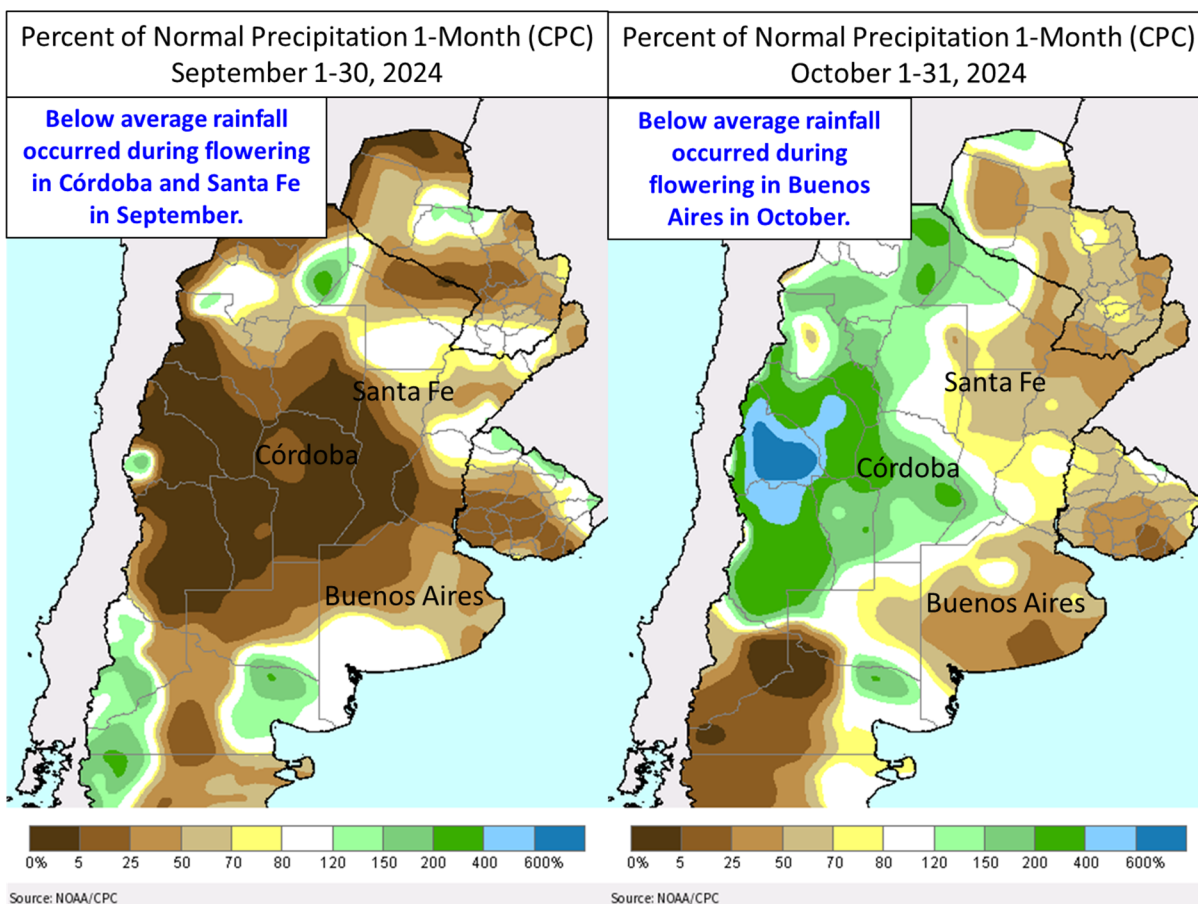 Percent of Normal Precipitation 1-Month (CPC)
September 1-30, 2024
Below average rainfall
occurred during flowering
in Córdoba and Santa Fe
in September.
Santa Fe
Córdoba
Buenos Aires
0% 5 25 50 70 80 120 150 200 400 600%
Source: NOAA/CPC
Percent of Normal Precipitation 1-Month (CPC)
October 1-31, 2024
Below average rainfall
occurred during
flowering in Buenos
Aires in October.
Santa Fe
Córdoba
Buenos Aires
0% 5 25 50 70 80 120 150 200 400 600%
Source: NOAA/CPC